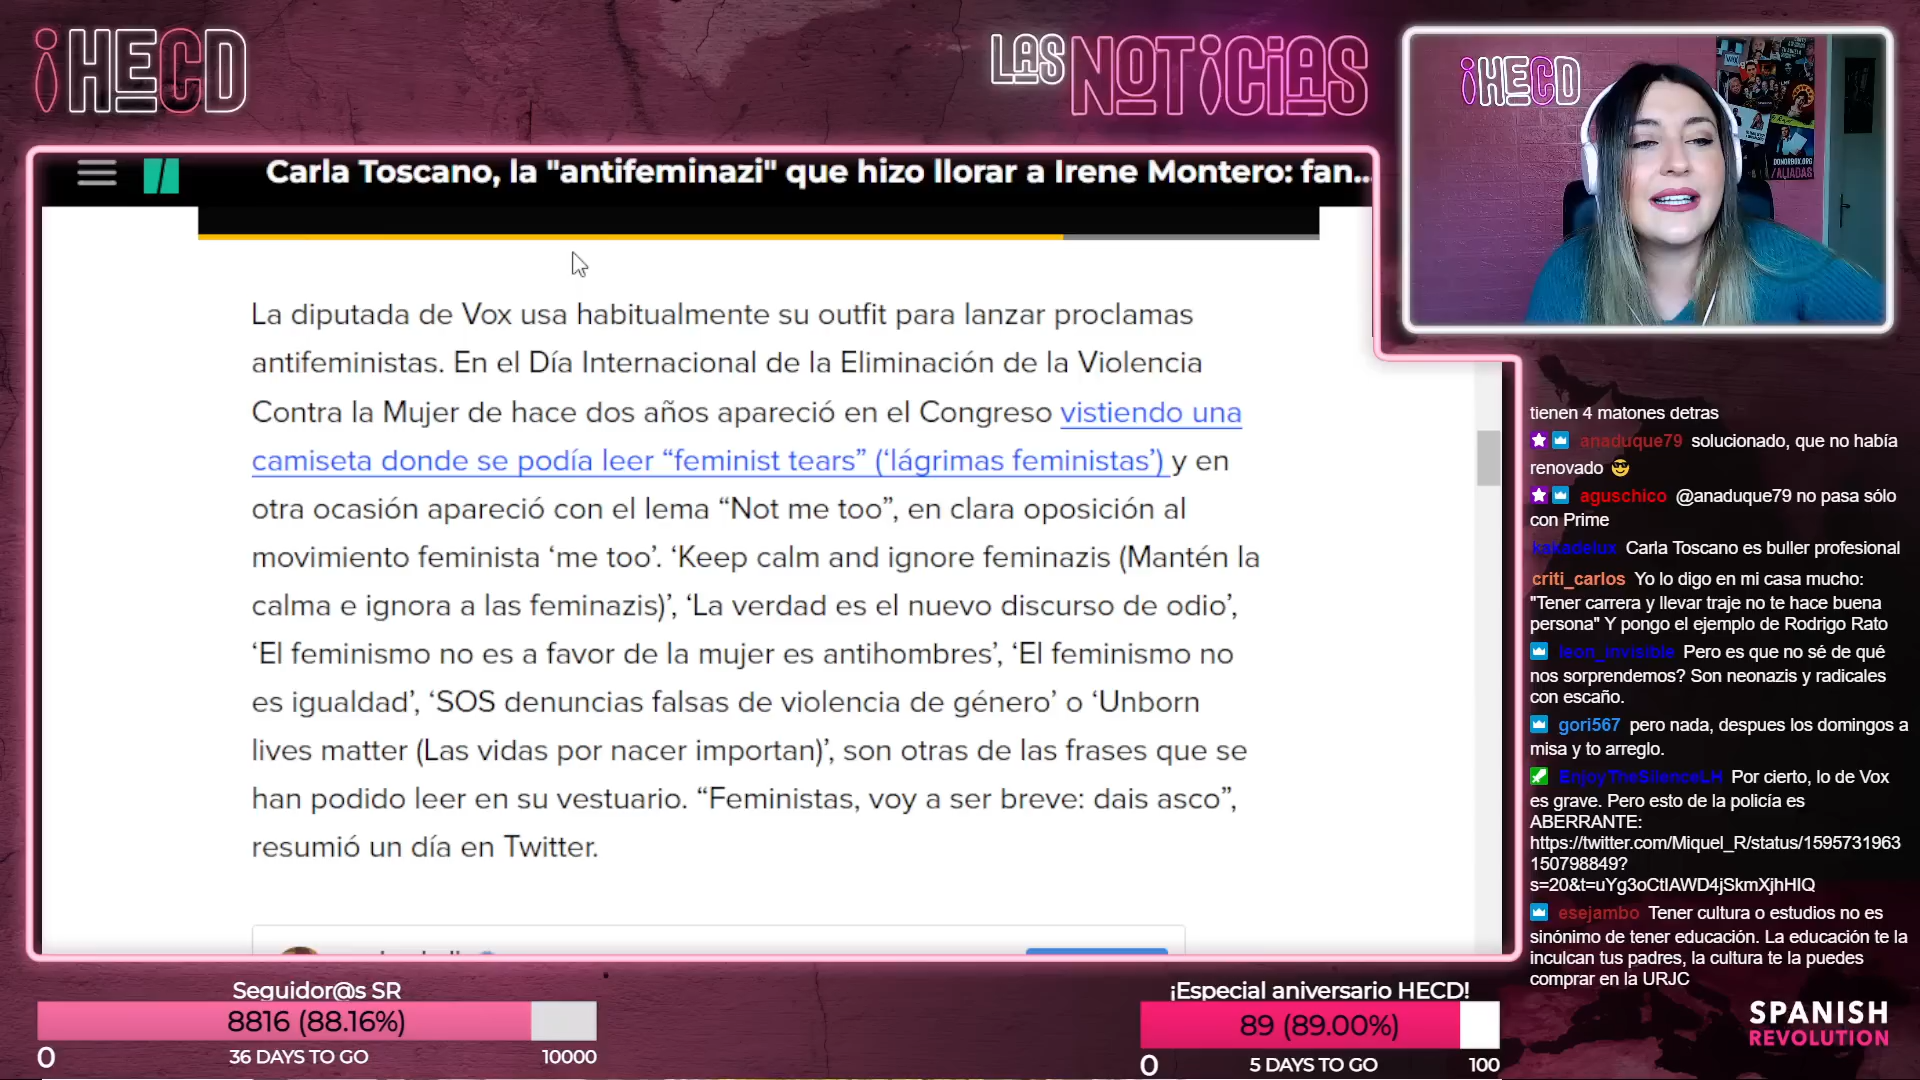 ¡HECD
LAS NOTICIAS
¡HECD
Carla Toscano, la "antifeminazi" que hizo llorar a Irene Montero: fan...
La diputada de Vox usa habitualmente su outfit para lanzar proclamas
antifeministas. En el Día Internacional de la Eliminación de la Violencia
Contra la Mujer de hace dos años apareció en el Congreso vistiendo una
camiseta donde se podía leer “feminist tears” (‘lágrimas feministas’) y en
otra ocasión apareció con el lema “Not me too”, en clara oposición al
movimiento feminista ‘me too’. ‘Keep calm and ignore feminazis (Mantén la
calma e ignora a las feminazis)’, ‘La verdad es el nuevo discurso de odio’,
‘El feminismo no es a favor de la mujer es antihombres’, ‘El feminismo no
es igualdad’, ‘SOS denuncias falsas de violencia de género’ o ‘Unborn
lives matter (Las vidas por nacer importan)’, son otras de las frases que se
han podido leer en su vestuario. “Feministas, voy a ser breve: dais asco”,
resumió un día en Twitter.
DONORBOX.ORG
/ALIADAS
tienen 4 matones detras
anaduque79 solucionado, que no había
renovado
aguschico @anaduque79 no pasa sólo
con Prime
kakadelux Carla Toscano es buller profesional
criti_carlos Yo lo digo en mi casa mucho:
"Tener carrera y llevar traje no te hace buena
persona" Y pongo el ejemplo de Rodrigo Rato
leon_invisible Pero es que no sé de qué
nos sorprendemos? Son neonazis y radicales
con escaño.
gori567 pero nada, despues los domingos a
misa y to arreglo.
EnjoyTheSilenceLH Por cierto, lo de Vox
es grave. Pero esto de la policía es
ABERRANTE:
https://twitter.com/Miquel_R/status/1595731963
150798849?
s=20&t=uYg3oCtIAWD4jSkmXjhHIQ
esejambo Tener cultura o estudios no es
sinónimo de tener educación. La educación te la
inculcan tus padres, la cultura te la puedes
comprar en la URJC
Seguidor@s SR
8816 (88.16%)
0 36 DAYS TO GO 10000
¡Especial aniversario HECD!
89 (89.00%)
0 5 DAYS TO GO 100
SPANISH
REVOLUTION